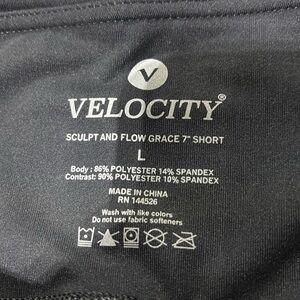 V
VELOCITY®
SCULPT AND FLOW GRACE 7" SHORT
L
Body : 86% POLYESTER 14% SPANDEX
Contrast: 90% POLYESTER 10% SPANDEX
MADE IN CHINA
RN 144526
Wash with like colors
Do not use fabric softeners